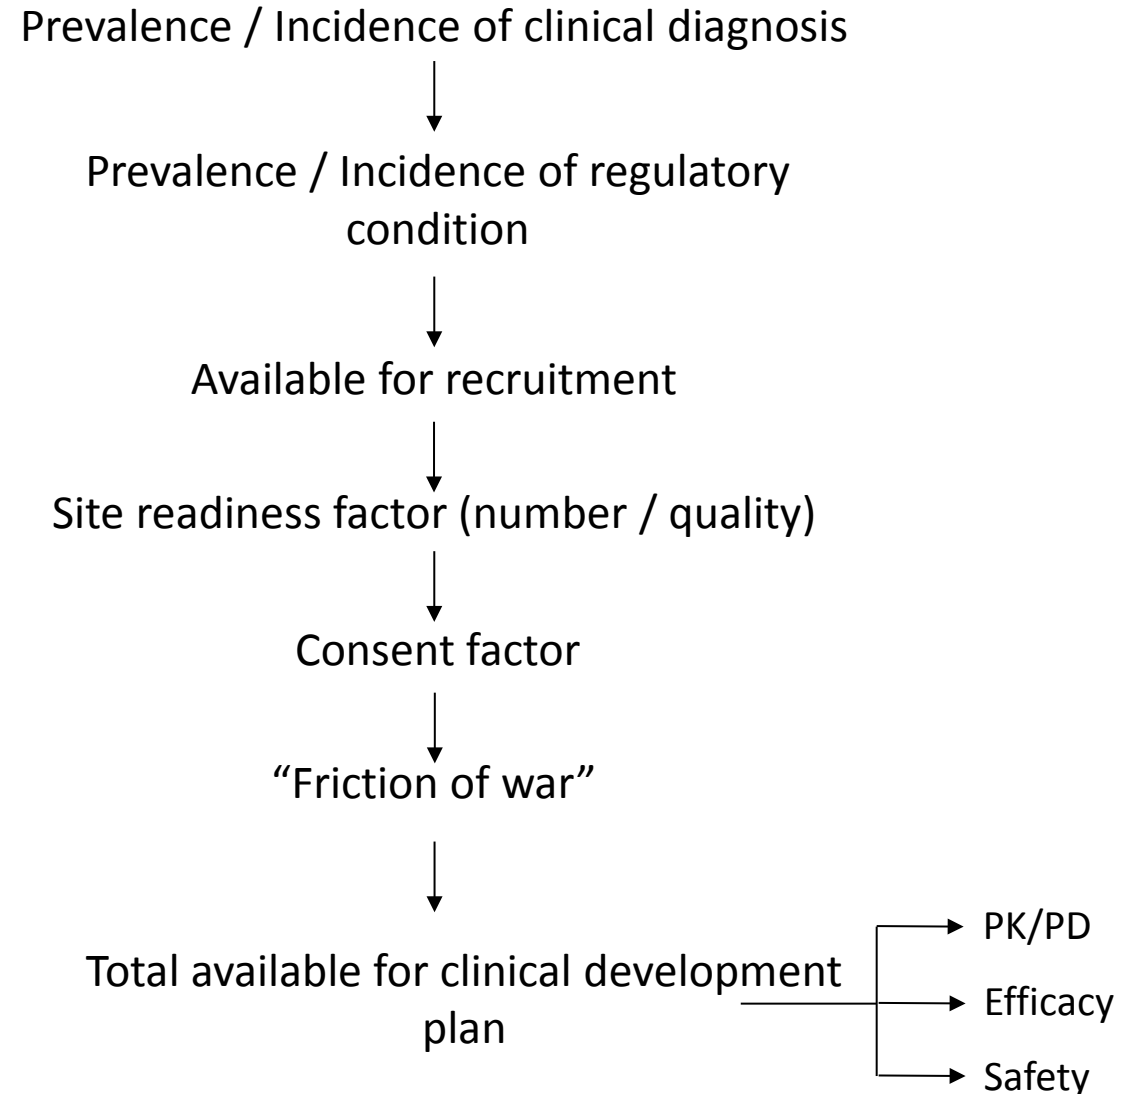 Prevalence / Incidence of clinical diagnosis
Prevalence / Incidence of regulatory
condition
Available for recruitment
Site readiness factor (number / quality)
Consent factor
“Friction of war”
Total available for clinical development
plan
PK/PD
Efficacy
Safety